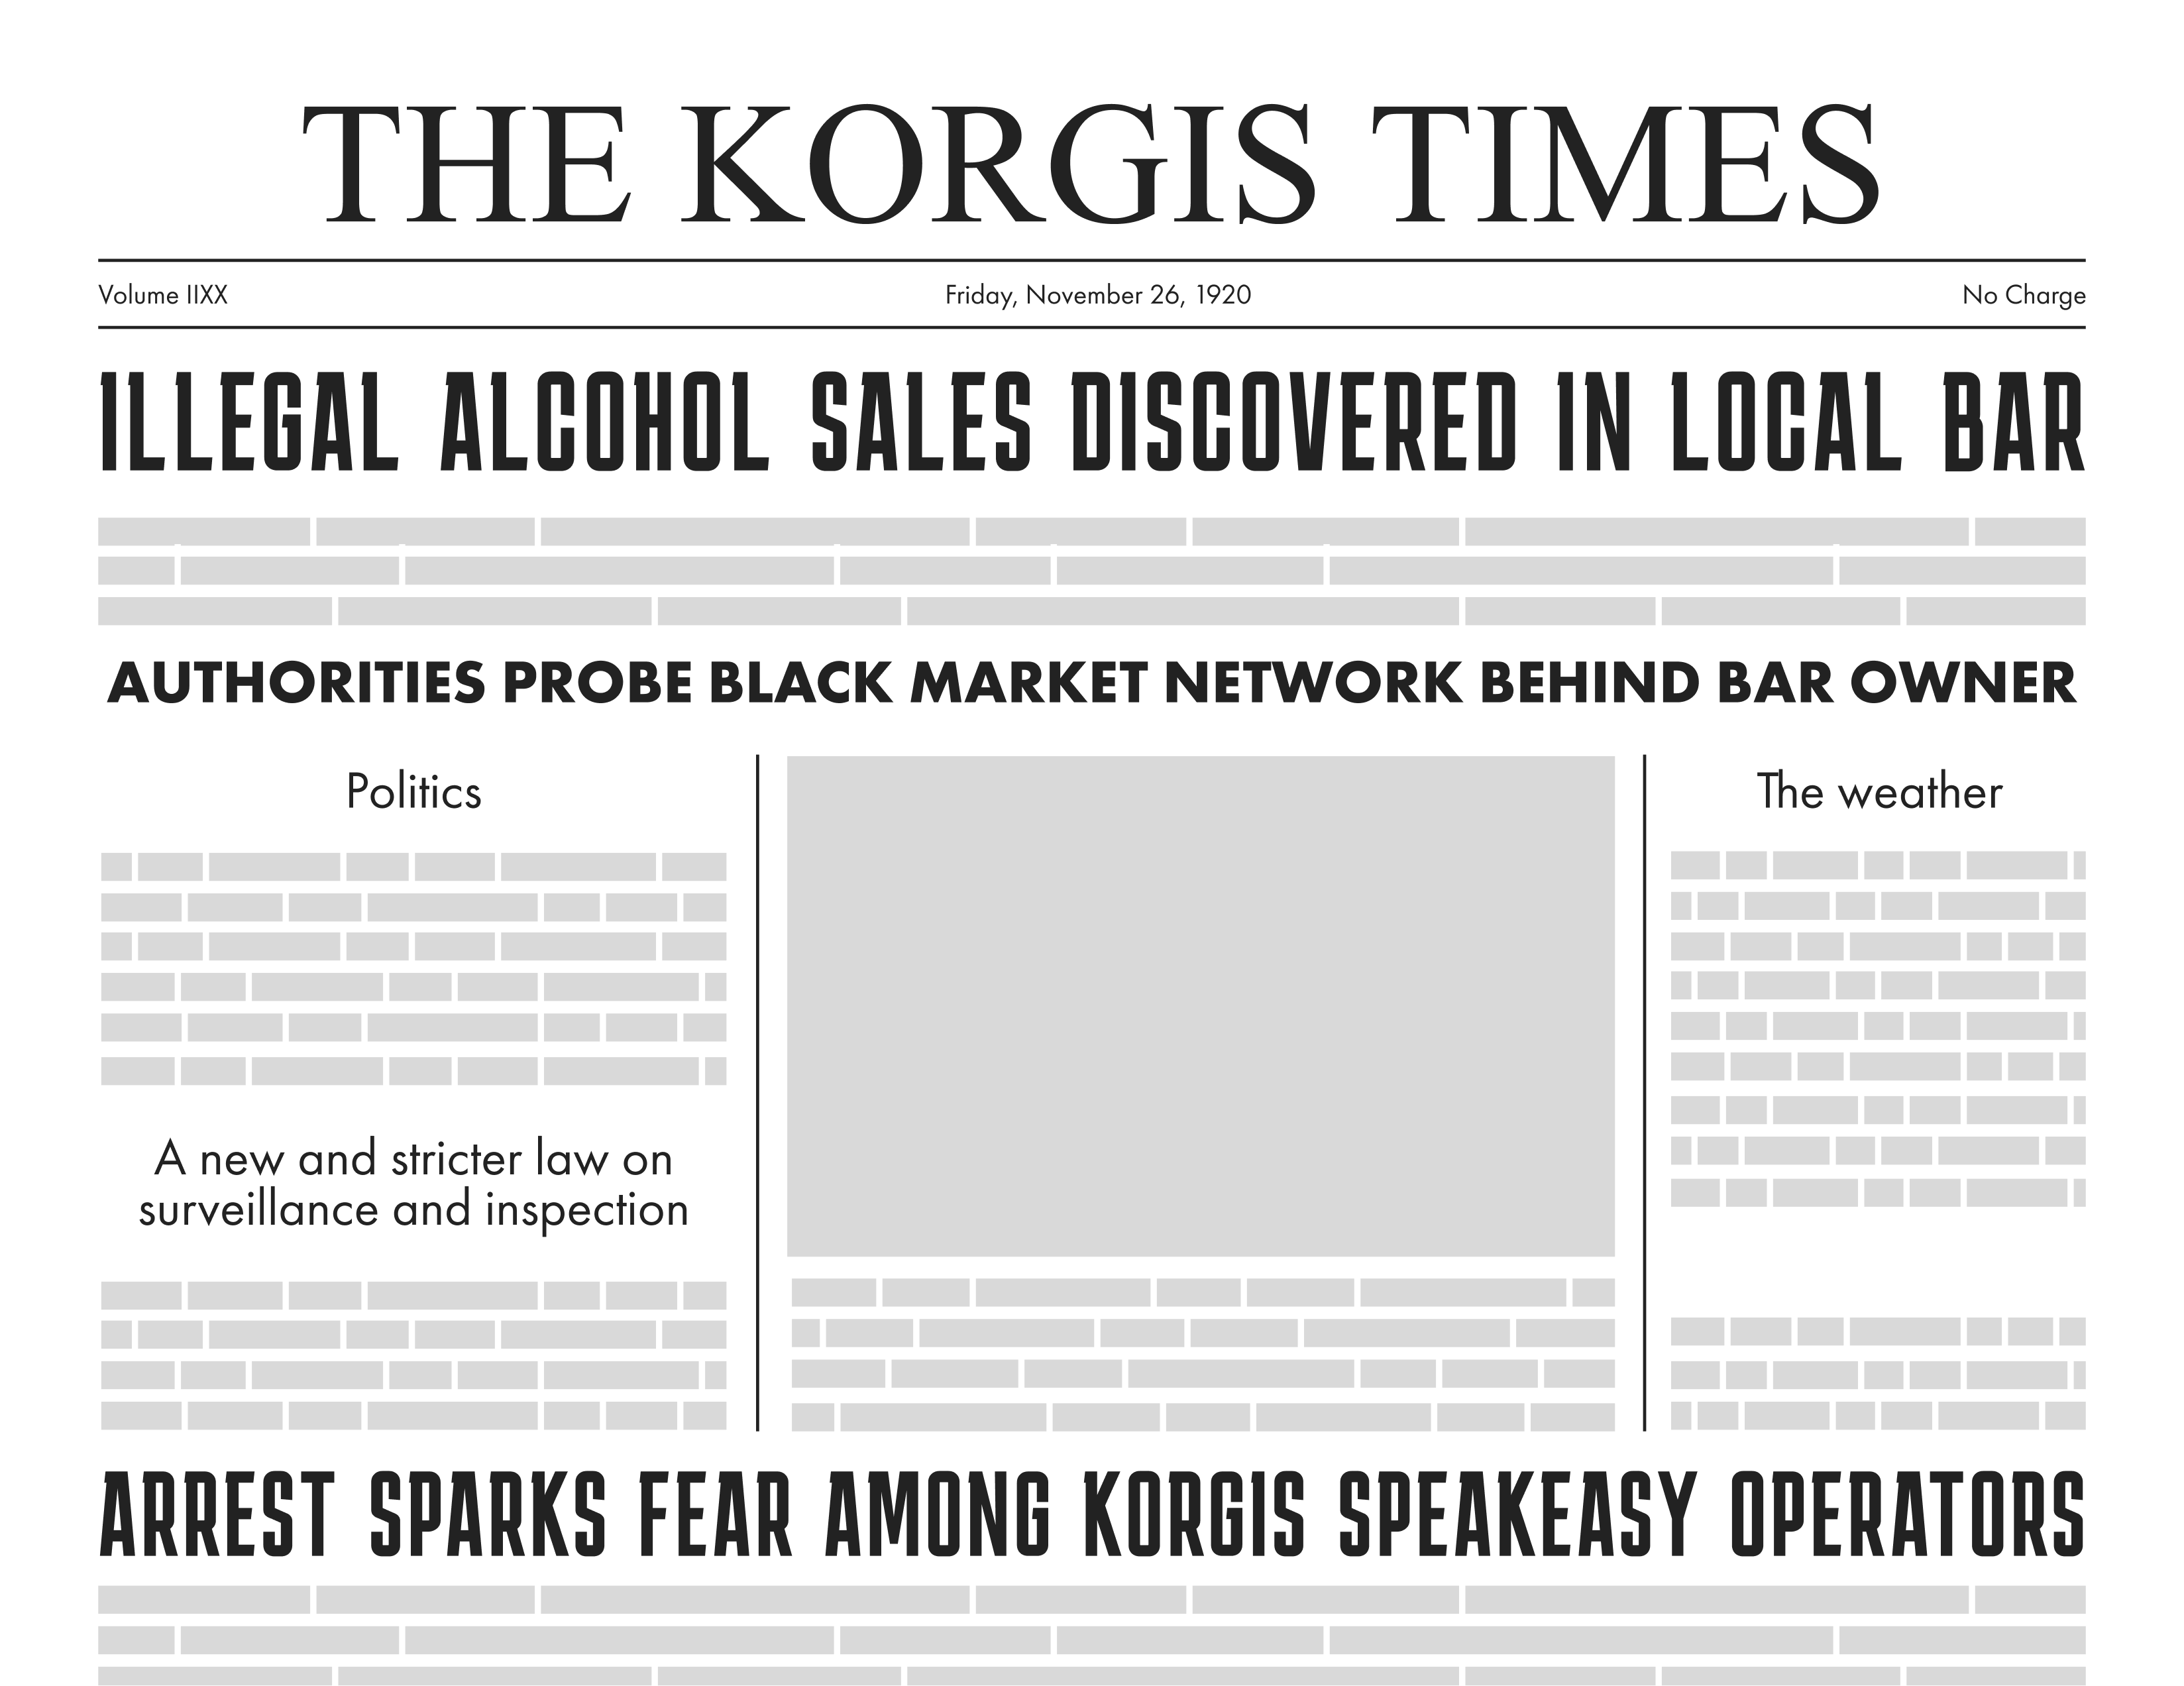 THE KORGIS TIMES
Volume IIXX
Friday, November 26, 1920
No Charge
ILLEGAL ALCOHOL SALES DISCOVERED IN LOCAL BAR
AUTHORITIES PROBE BLACK MARKET NETWORK BEHIND BAR OWNER
Politics
A new and stricter law on
surveillance and inspection
The weather
ARREST SPARKS FEAR AMONG KORGIS SPEAKEASY OPERATORS